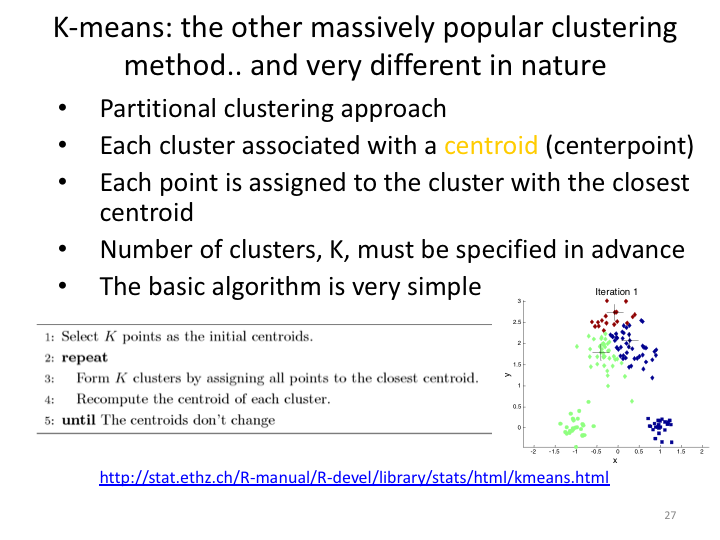 K-means: the other massively popular clustering
method.. and very different in nature
• Partitional clustering approach
• Each cluster associated with a centroid (centerpoint)
• Each point is assigned to the cluster with the closest
centroid
• Number of clusters, K, must be specified in advance
• The basic algorithm is very simple
1: Select K points as the initial centroids.
2: repeat
3: Form K clusters by assigning all points to the closest centroid.
4: Recompute the centroid of each cluster.
5: until The centroids don't change
Iteration 1
3
2.5
2
1.5
1
0.5
0
y
-2 -1.5 -1 -0.5 0 0.5 1 1.5 2
x
http://stat.ethz.ch/R-manual/R-devel/library/stats/html/kmeans.html
27